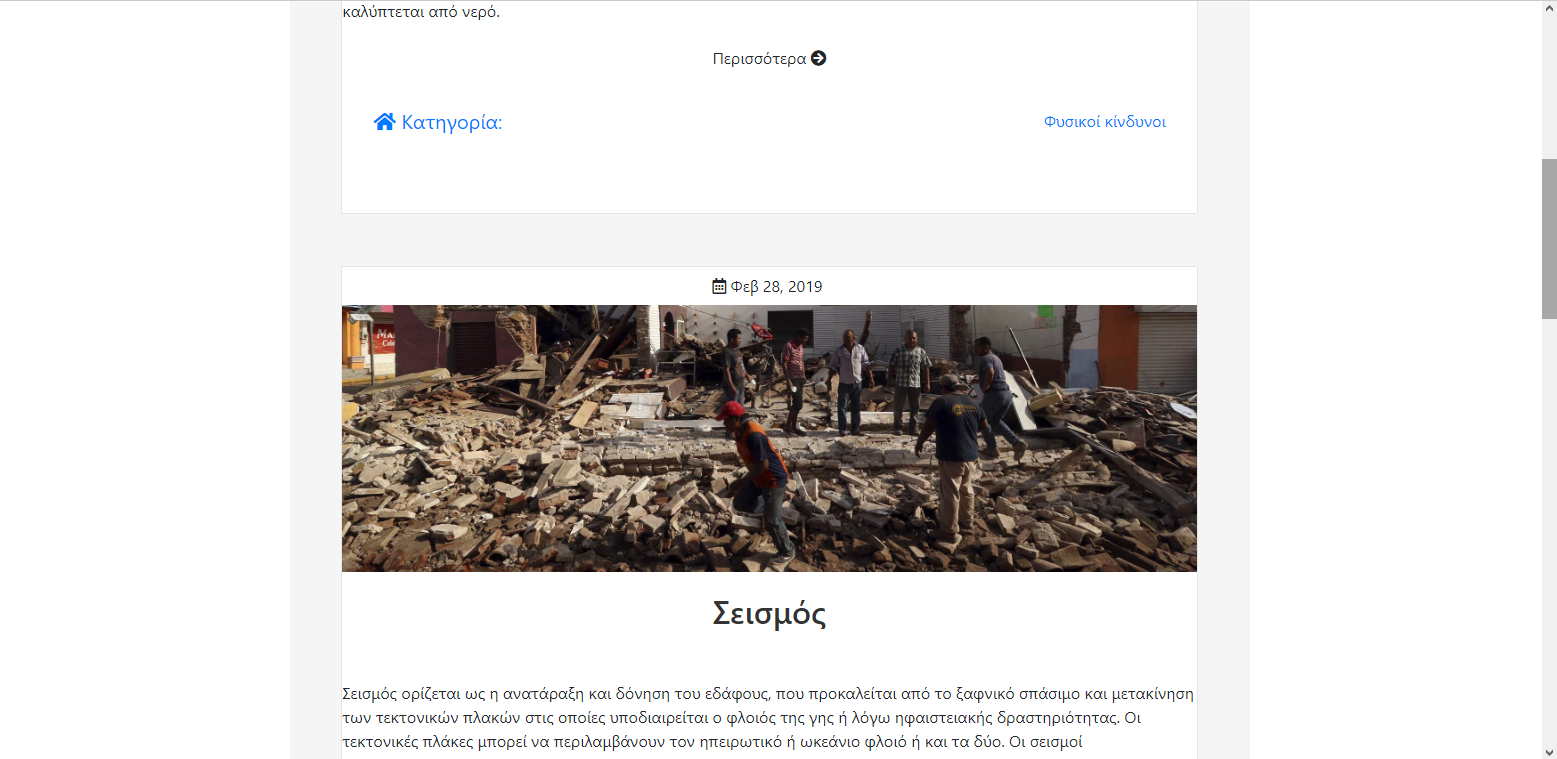 καλύπτεται από νερό.
Περισσότερα
Κατηγορία:
Φυσικοί κίνδυνοι
Φεβ 28, 2019
Σεισμός
Σεισμός ορίζεται ως η ανατάραξη και δόνηση του εδάφους, που προκαλείται από το ξαφνικό σπάσιμο και μετακίνηση
των τεκτονικών πλακών στις οποίες υποδιαιρείται ο φλοιός της γης ή λόγω ηφαιστειακής δραστηριότητας. Οι
τεκτονικές πλάκες μπορεί να περιλαμβάνουν τον ηπειρωτικό ή ωκεάνιο φλοιό ή και τα δύο. Οι σεισμοί